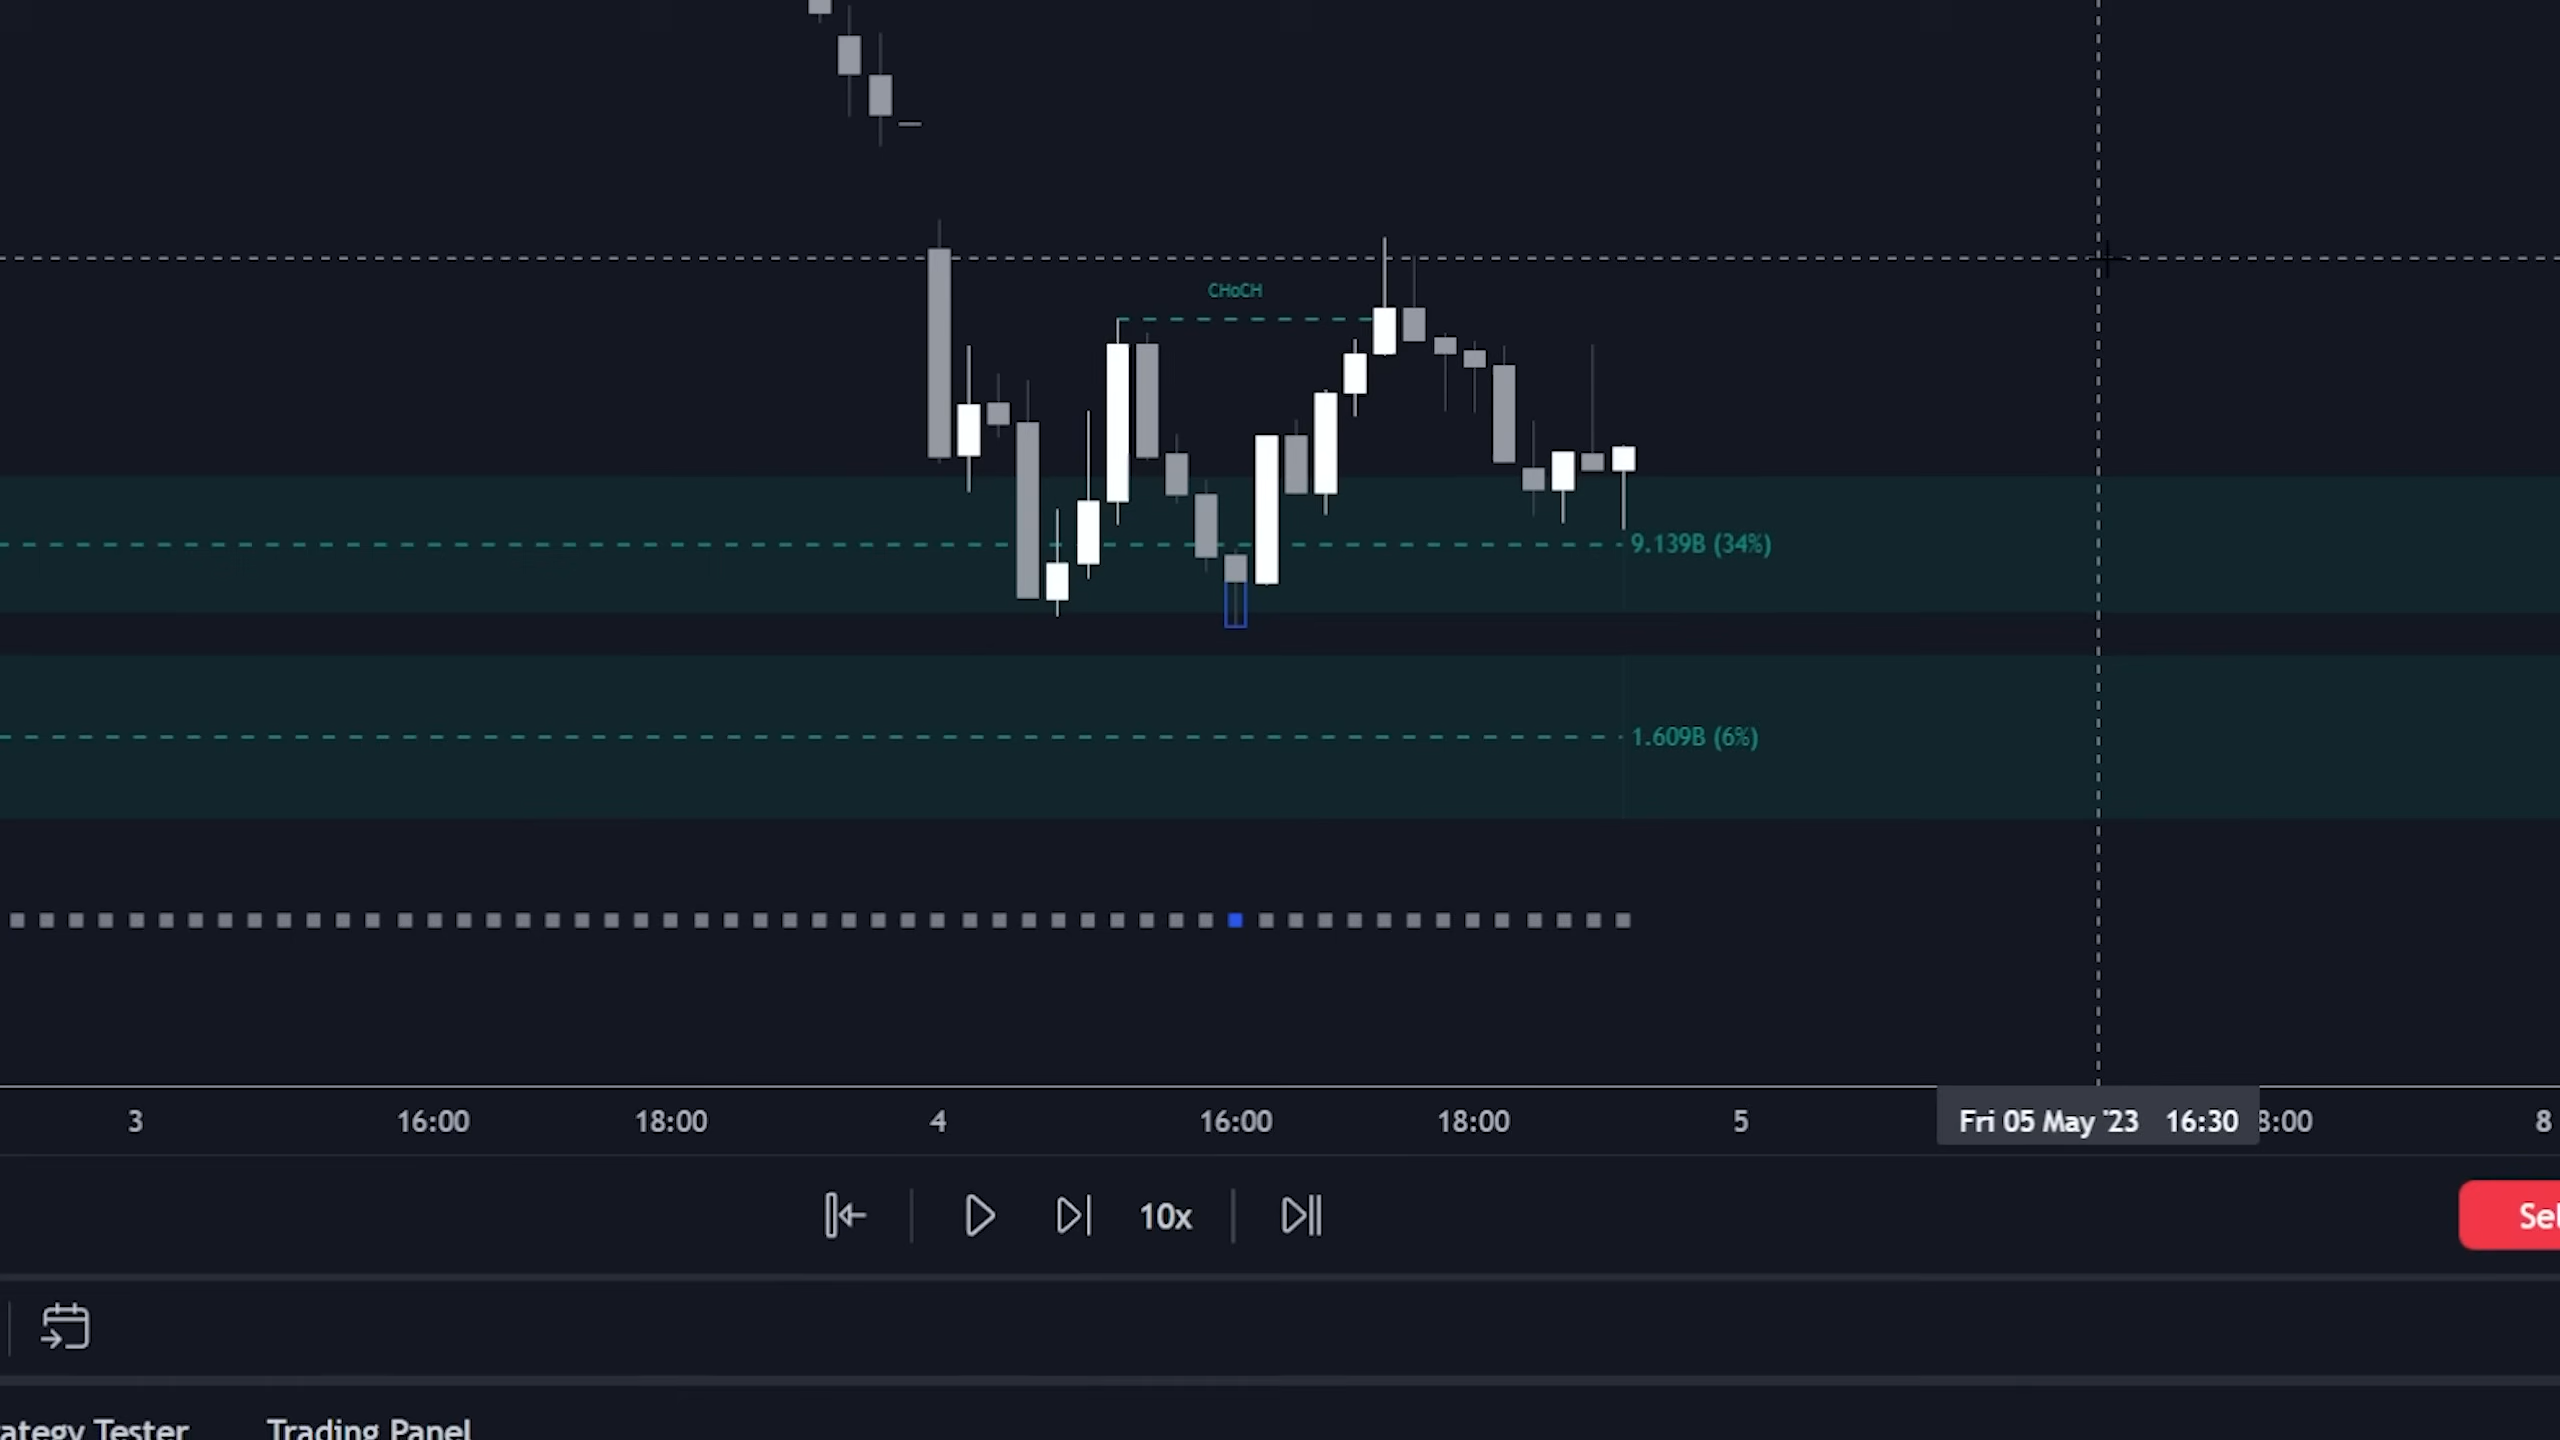 CHoCH
9.139B (34%)
1.609B (6%)
3 16:00 18:00 4 16:00 18:00 5 Fri 05 May '23 16:30 8:00 8
10x
Sel
ategy Tester Trading Panel